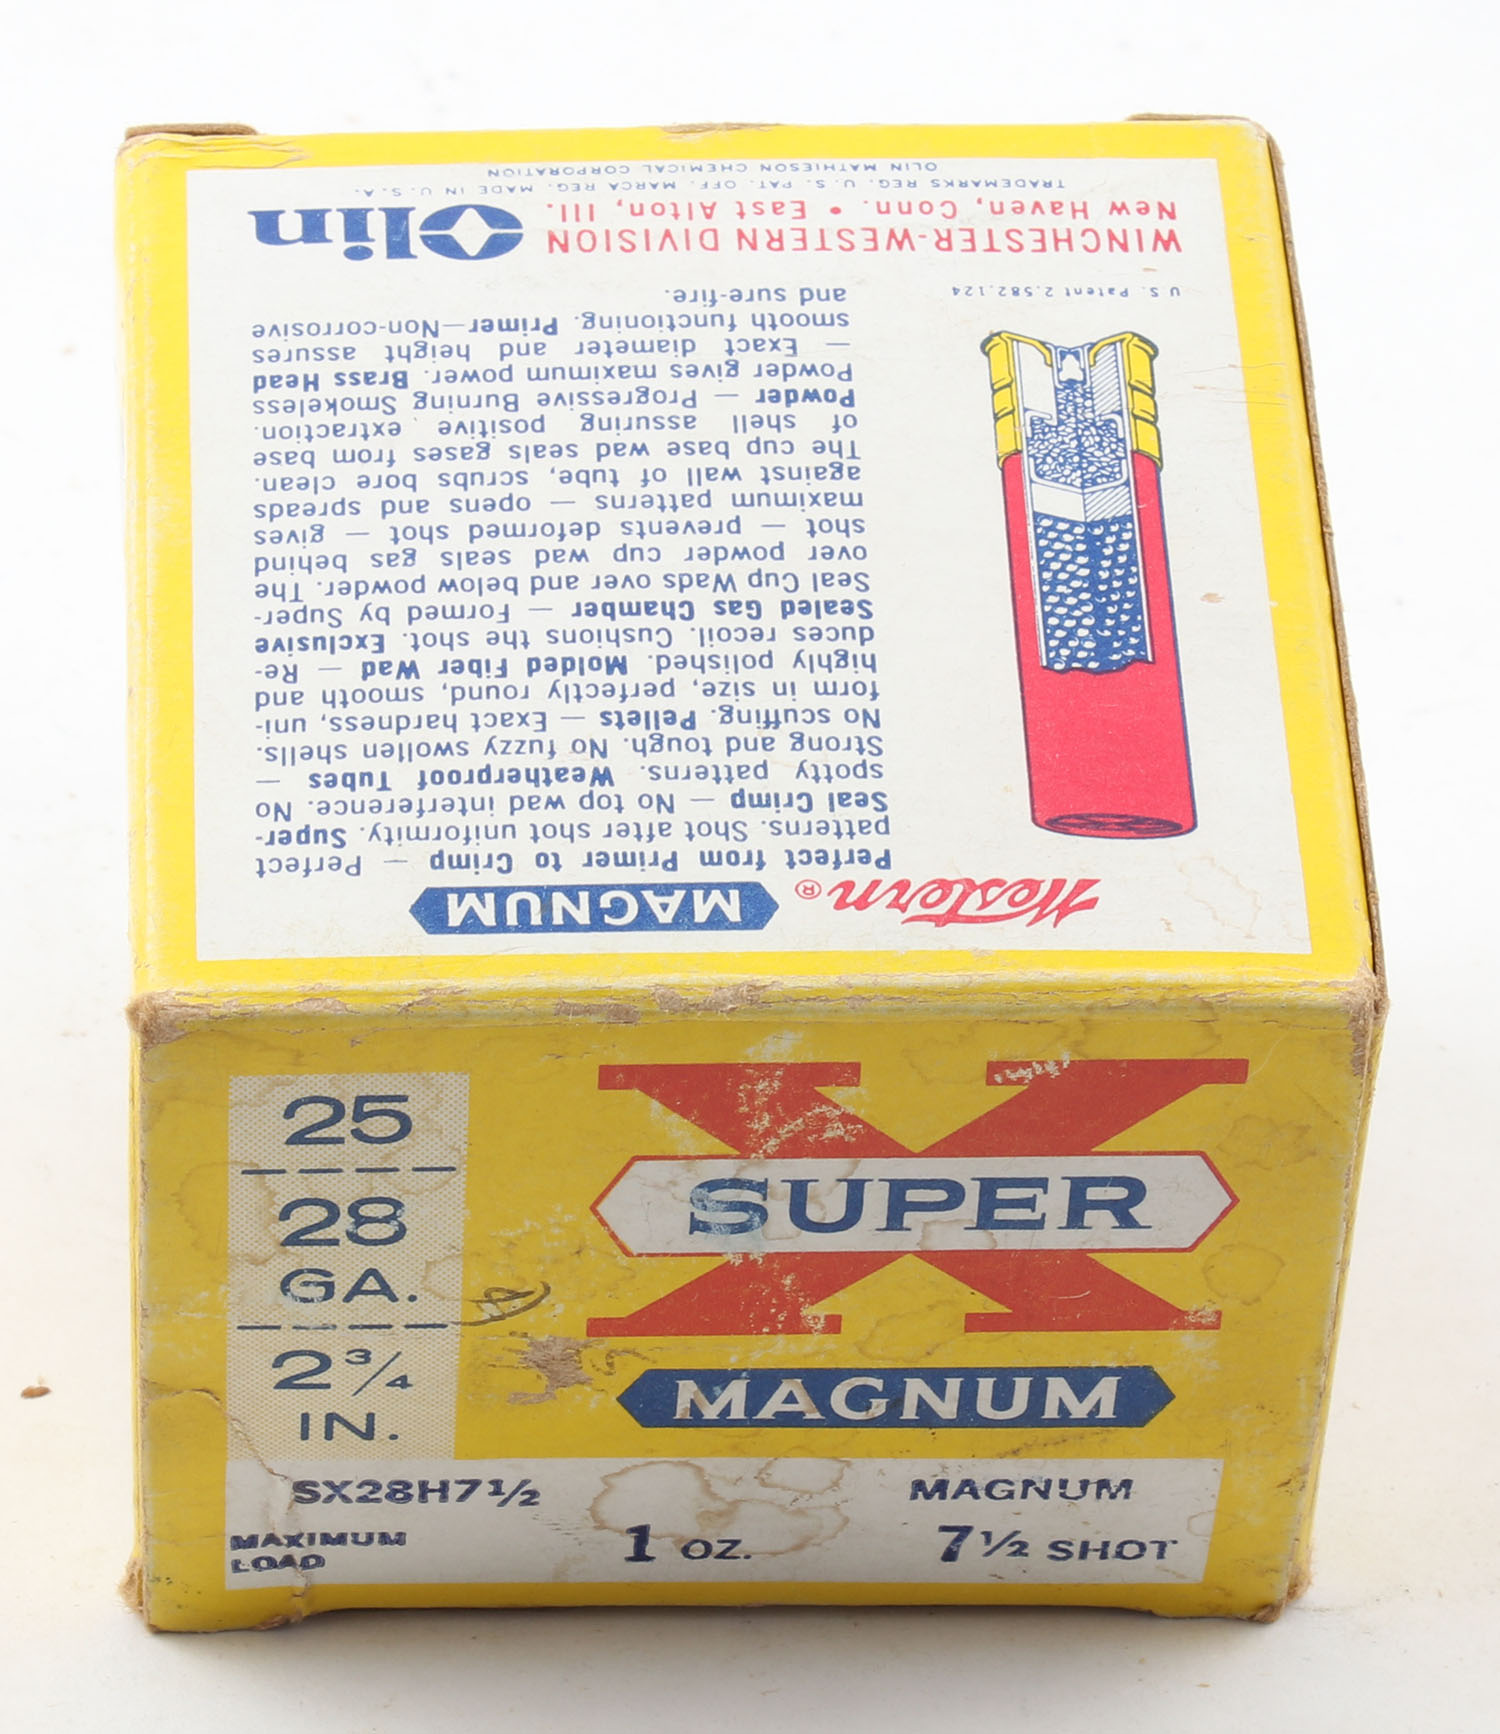 Western ® MAGNUM
Perfect from Primer to Crimp — Perfect
patterns. Shot after shot uniformity. Super-
Seal Crimp — No top wad interference. No
spotty patterns. Weatherproof Tubes —
Strong and tough. No fuzzy swollen shells.
No scuffing. Pellets — Exact hardness, uni-
form in size, perfectly round, smooth and
highly polished. Molded Fiber Wad — Re-
duces recoil. Cushions the shot. Exclusive
Sealed Gas Chamber — Formed by Super-
Seal Cup Wads over and below powder. The
over powder cup wad seals gas behind
shot — prevents deformed shot — gives
maximum patterns — opens and spreads
against wall of tube, scrubs bore clean.
The cup base wad seals gases from base
of shell assuring positive extraction.
Powder — Progressive Burning Smokeless
Powder gives maximum power. Brass Head
— Exact diameter and height assures
smooth functioning. Primer—Non-corrosive
and sure-fire.
U.S. Patent 2,582,124
WINCHESTER-WESTERN DIVISION
New Haven, Conn. • East Alton, Ill.
Olin
TRADEMARKS REG. U. S. PAT. OFF. MARCA REG. MADE IN U. S. A.
OLIN MATHIESON CHEMICAL CORPORATION
25
28
GA.
2 3/4
IN.
X
SUPER
MAGNUM
SX28H7½
MAXIMUM
LOAD
1 OZ.
MAGNUM
7½ SHOT